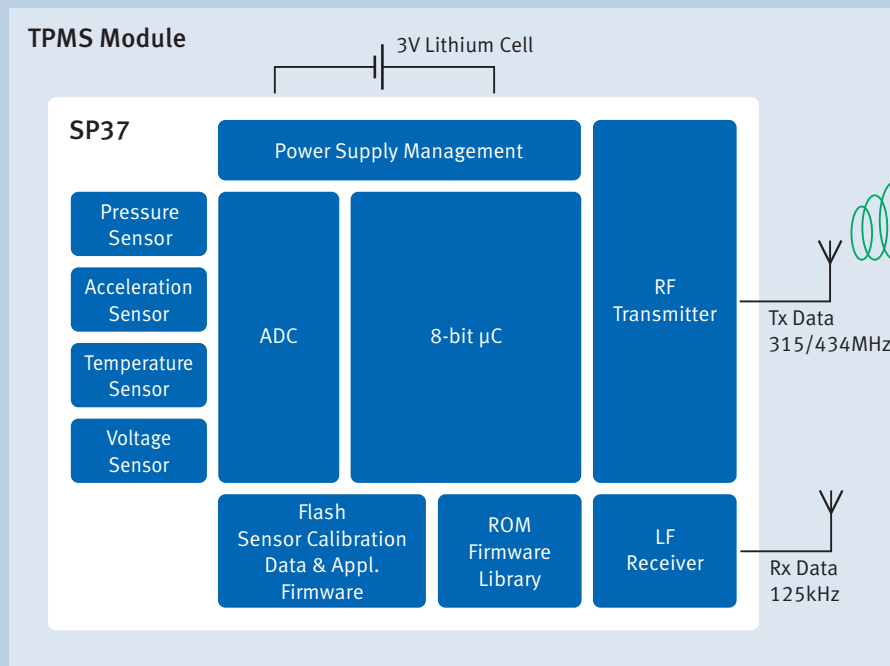 TPMS Module
3V Lithium Cell
SP37
Power Supply Management
Pressure
Sensor
Acceleration
Sensor
Temperature
Sensor
Voltage
Sensor
ADC
8-bit µC
RF
Transmitter
Tx Data
315/434MHz
Flash
Sensor Calibration
Data & Appl.
Firmware
ROM
Firmware
Library
LF
Receiver
Rx Data
125kHz